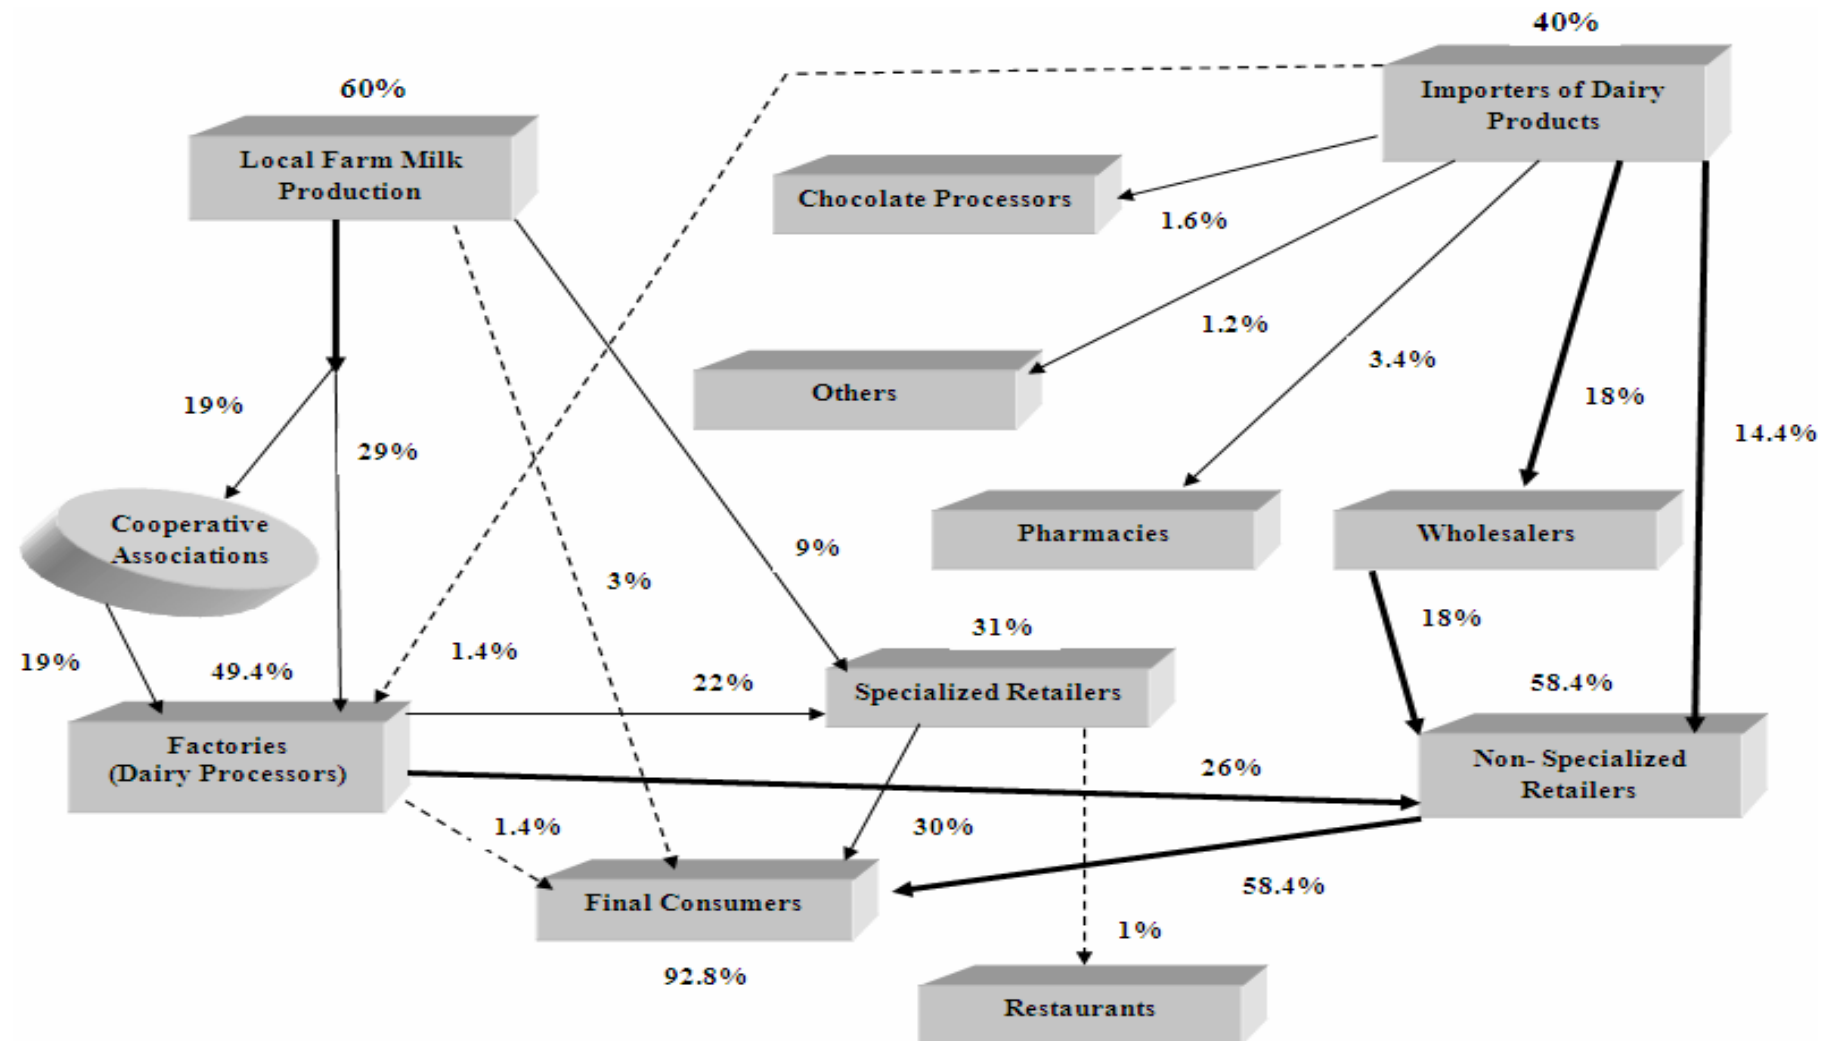 40%
Importers of Dairy
Products
60%
Local Farm Milk
Production
Chocolate Processors
1.6%
1.2%
3.4%
Others
18%
14.4%
19%
29%
Cooperative
Associations
Pharmacies
Wholesalers
9%
3%
18%
31%
19%
49.4%
1.4%
22%
Specialized Retailers
58.4%
Factories
(Dairy Processors)
26%
Non- Specialized
Retailers
1.4%
30%
58.4%
Final Consumers
92.8%
1%
Restaurants